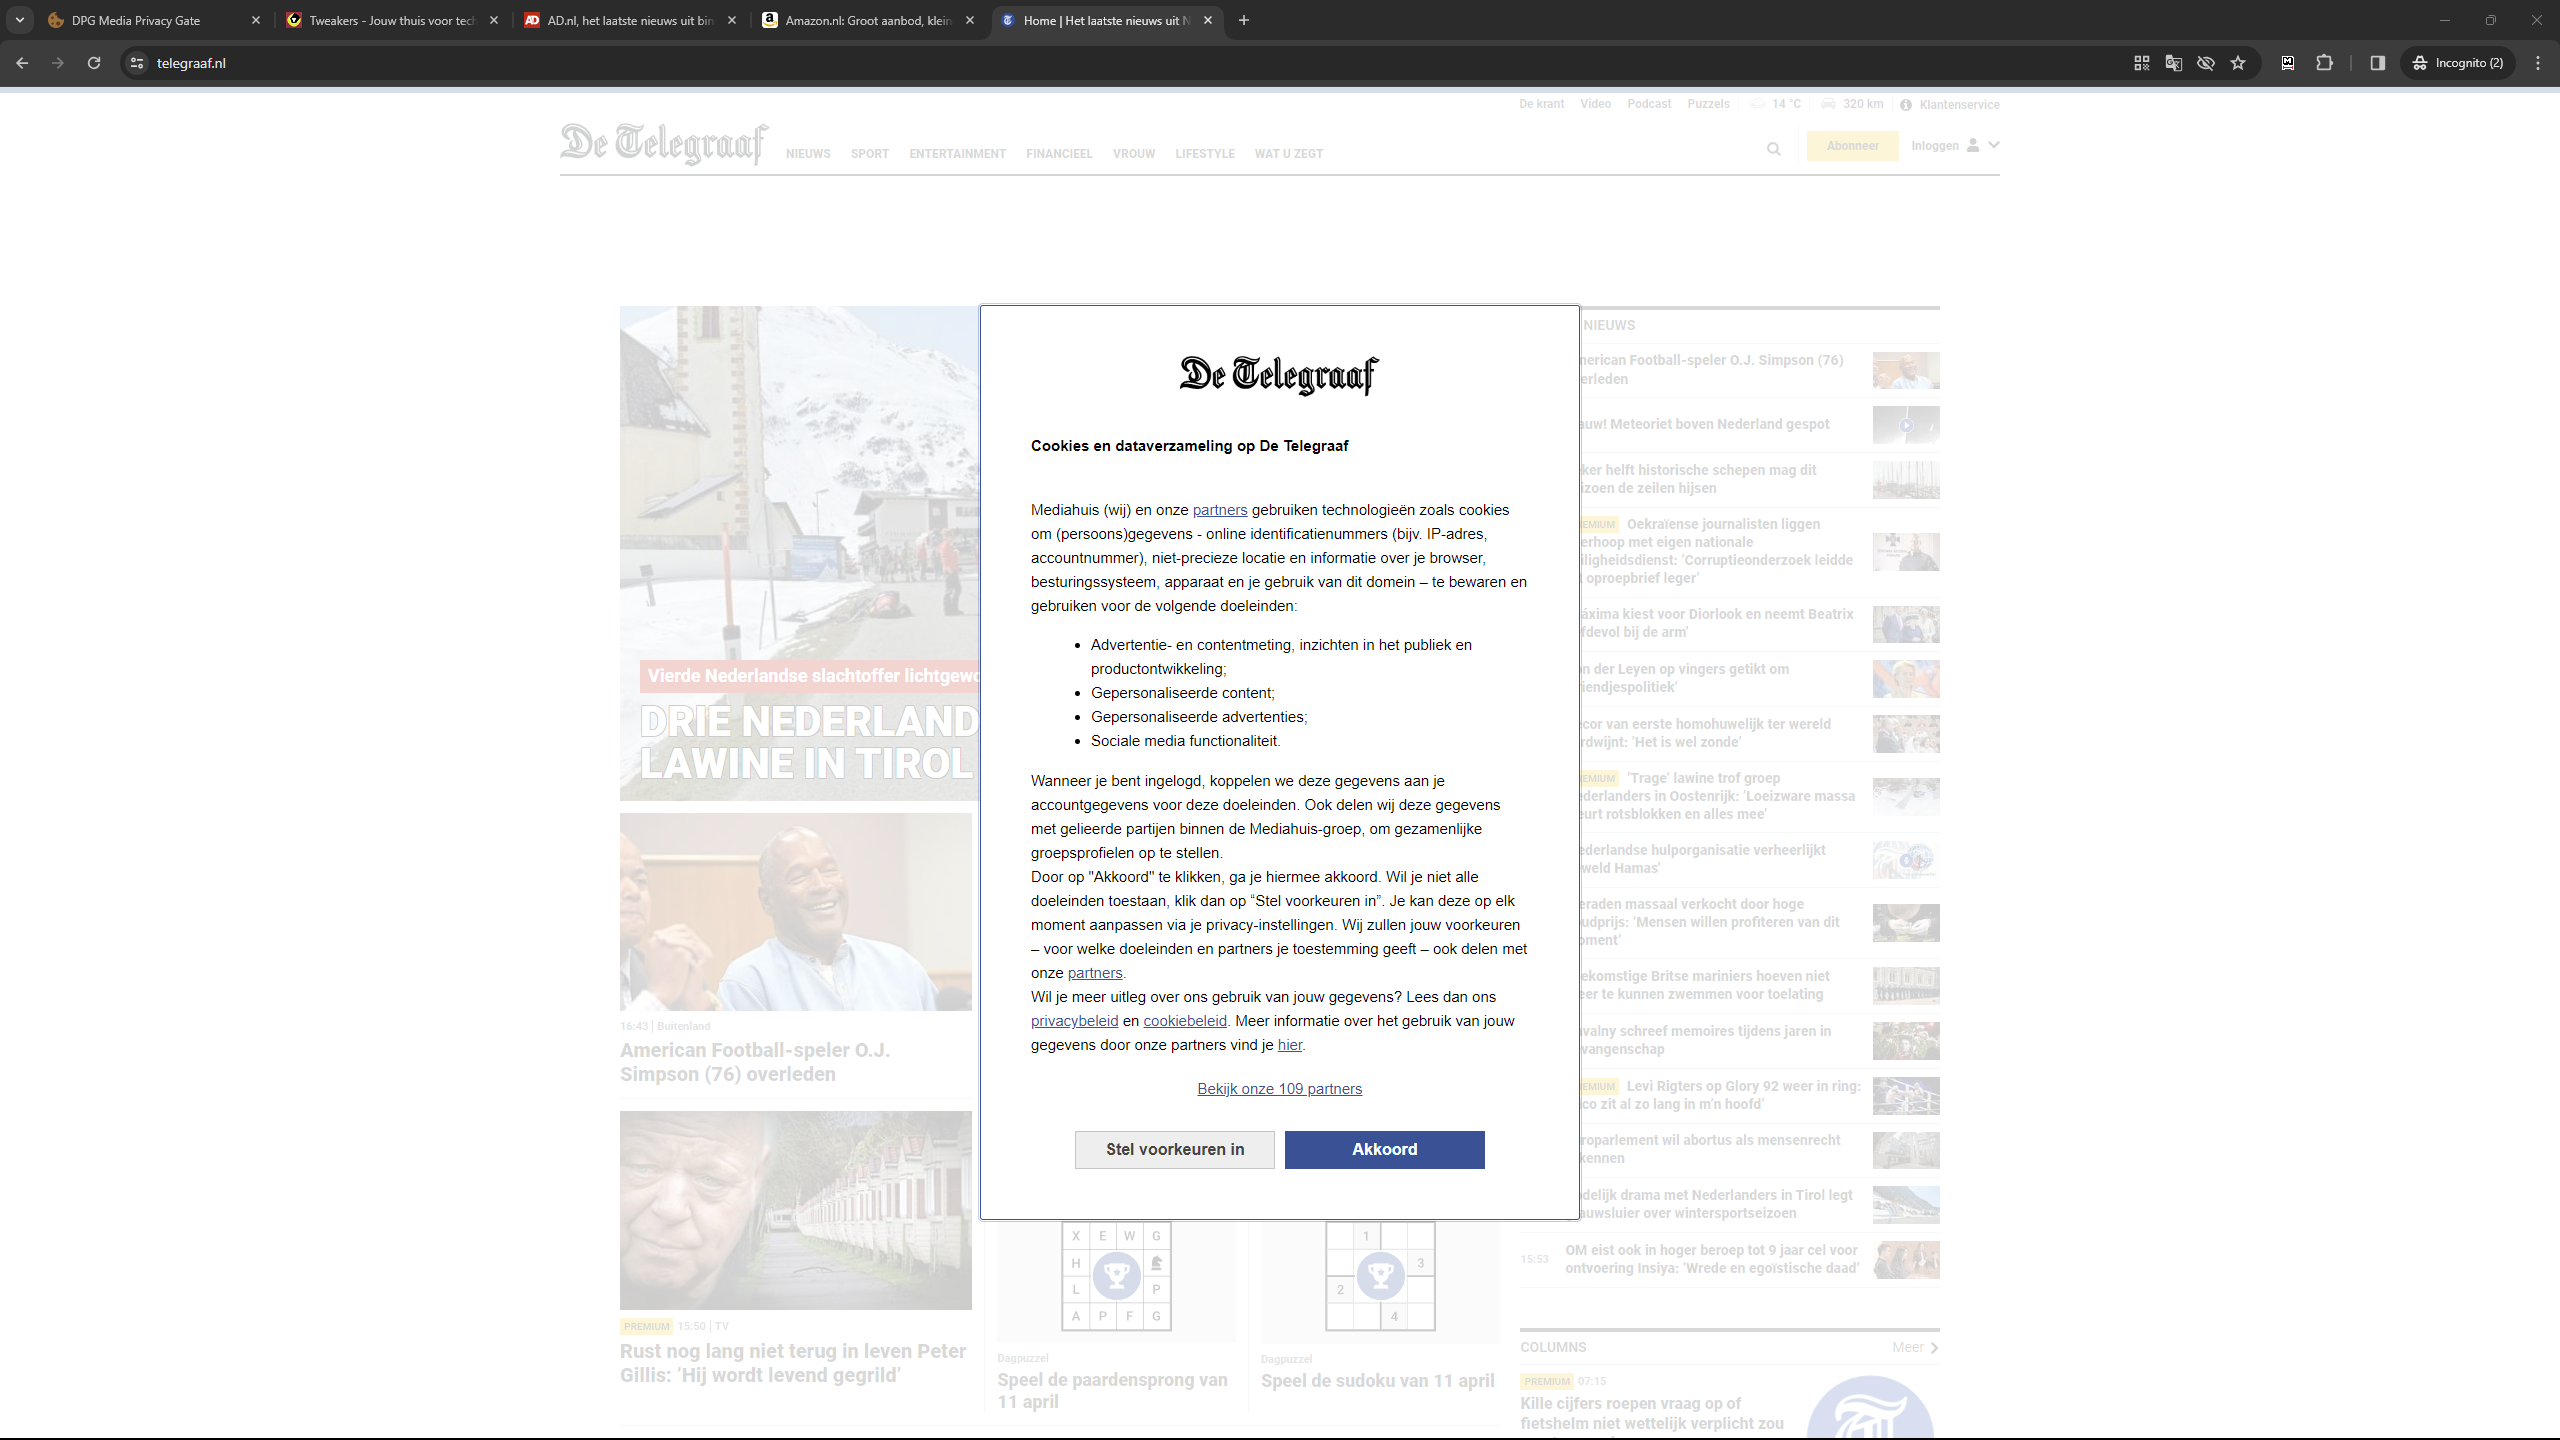 DPG Media Privacy Gate
Tweakers - Jouw thuis voor tec
AD.nl, het laatste nieuws uit bin
Amazon.nl: Groot aanbod, klein
Home | Het laatste nieuws uit N
telegraaf.nl
Incognito (2)
De krant Video Podcast Puzzels 14 °C 320 km Klantenservice
De Telegraaf
NIEUWS SPORT ENTERTAINMENT FINANCIEEL VROUW LIFESTYLE WAT U ZEGT
Abonneer Inloggen
Vierde Nederlandse slachtoffer lichtgewo
DRIE NEDERLAND
LAWINE IN TIROL
16:43 | Buitenland
American Football-speler O.J.
Simpson (76) overleden
PREMIUM 15:50 | TV
Rust nog lang niet terug in leven Peter
Gillis: ‘Hij wordt levend gegrild’
De Telegraaf
Cookies en dataverzameling op De Telegraaf
Mediahuis (wij) en onze partners gebruiken technologieën zoals cookies
om (persoons)gegevens - online identificatienummers (bijv. IP-adres,
accountnummer), niet-precieze locatie en informatie over je browser,
besturingssysteem, apparaat en je gebruik van dit domein – te bewaren en
gebruiken voor de volgende doeleinden:
• Advertentie- en contentmeting, inzichten in het publiek en
productontwikkeling;
• Gepersonaliseerde content;
• Gepersonaliseerde advertenties;
• Sociale media functionaliteit.
Wanneer je bent ingelogd, koppelen we deze gegevens aan je
accountgegevens voor deze doeleinden. Ook delen wij deze gegevens
met gelieerde partijen binnen de Mediahuis-groep, om gezamenlijke
groepsprofielen op te stellen.
Door op "Akkoord" te klikken, ga je hiermee akkoord. Wil je niet alle
doeleinden toestaan, klik dan op “Stel voorkeuren in”. Je kan deze op elk
moment aanpassen via je privacy-instellingen. Wij zullen jouw voorkeuren
– voor welke doeleinden en partners je toestemming geeft – ook delen met
onze partners.
Wil je meer uitleg over ons gebruik van jouw gegevens? Lees dan ons
privacybeleid en cookiebeleid. Meer informatie over het gebruik van jouw
gegevens door onze partners vind je hier.
Bekijk onze 109 partners
Stel voorkeuren in Akkoord
X E W G
H
L P
A P F G
Dagpuzzel
Speel de paardensprong van
11 april
1
3
2
4
Dagpuzzel
Speel de sudoku van 11 april
NIEUWS
nerican Football-speler O.J. Simpson (76)
erleden
auw! Meteoriet boven Nederland gespot
ker helft historische schepen mag dit
izoen de zeilen hijsen
EMIUM Oekraïense journalisten liggen
erhoop met eigen nationale
iligheidsdienst: ‘Corruptieonderzoek leidde
t oproepbrief leger’
áxima kiest voor Diorlook en neemt Beatrix
fdevol bij de arm’
n der Leyen op vingers getikt om
iendjespolitiek’
cor van eerste homohuwelijk ter wereld
rdwijnt: ‘Het is wel zonde’
EMIUM ‘Trage’ lawine trof groep
ederlanders in Oostenrijk: ‘Loeizware massa
eurt rotsblokken en alles mee’
ederlandse hulporganisatie verheerlijkt
weld Hamas’
eraden massaal verkocht door hoge
udprijs: ‘Mensen willen profiteren van dit
oment’
ekomstige Britse mariniers hoeven niet
eer te kunnen zwemmen voor toelating
valny schreef memoires tijdens jaren in
vangenschap
EMIUM Levi Rigters op Glory 92 weer in ring:
co zit al zo lang in m’n hoofd’
roparlement wil abortus als mensenrecht
kennen
delijk drama met Nederlanders in Tirol legt
auwsluier over wintersportseizoen
15:53 OM eist ook in hoger beroep tot 9 jaar cel voor
ontvoering Insiya: ‘Wrede en egoïstische daad’
COLUMNS Meer
PREMIUM 07:15
Kille cijfers roepen vraag op of
fietshelm niet wettelijk verplicht zou